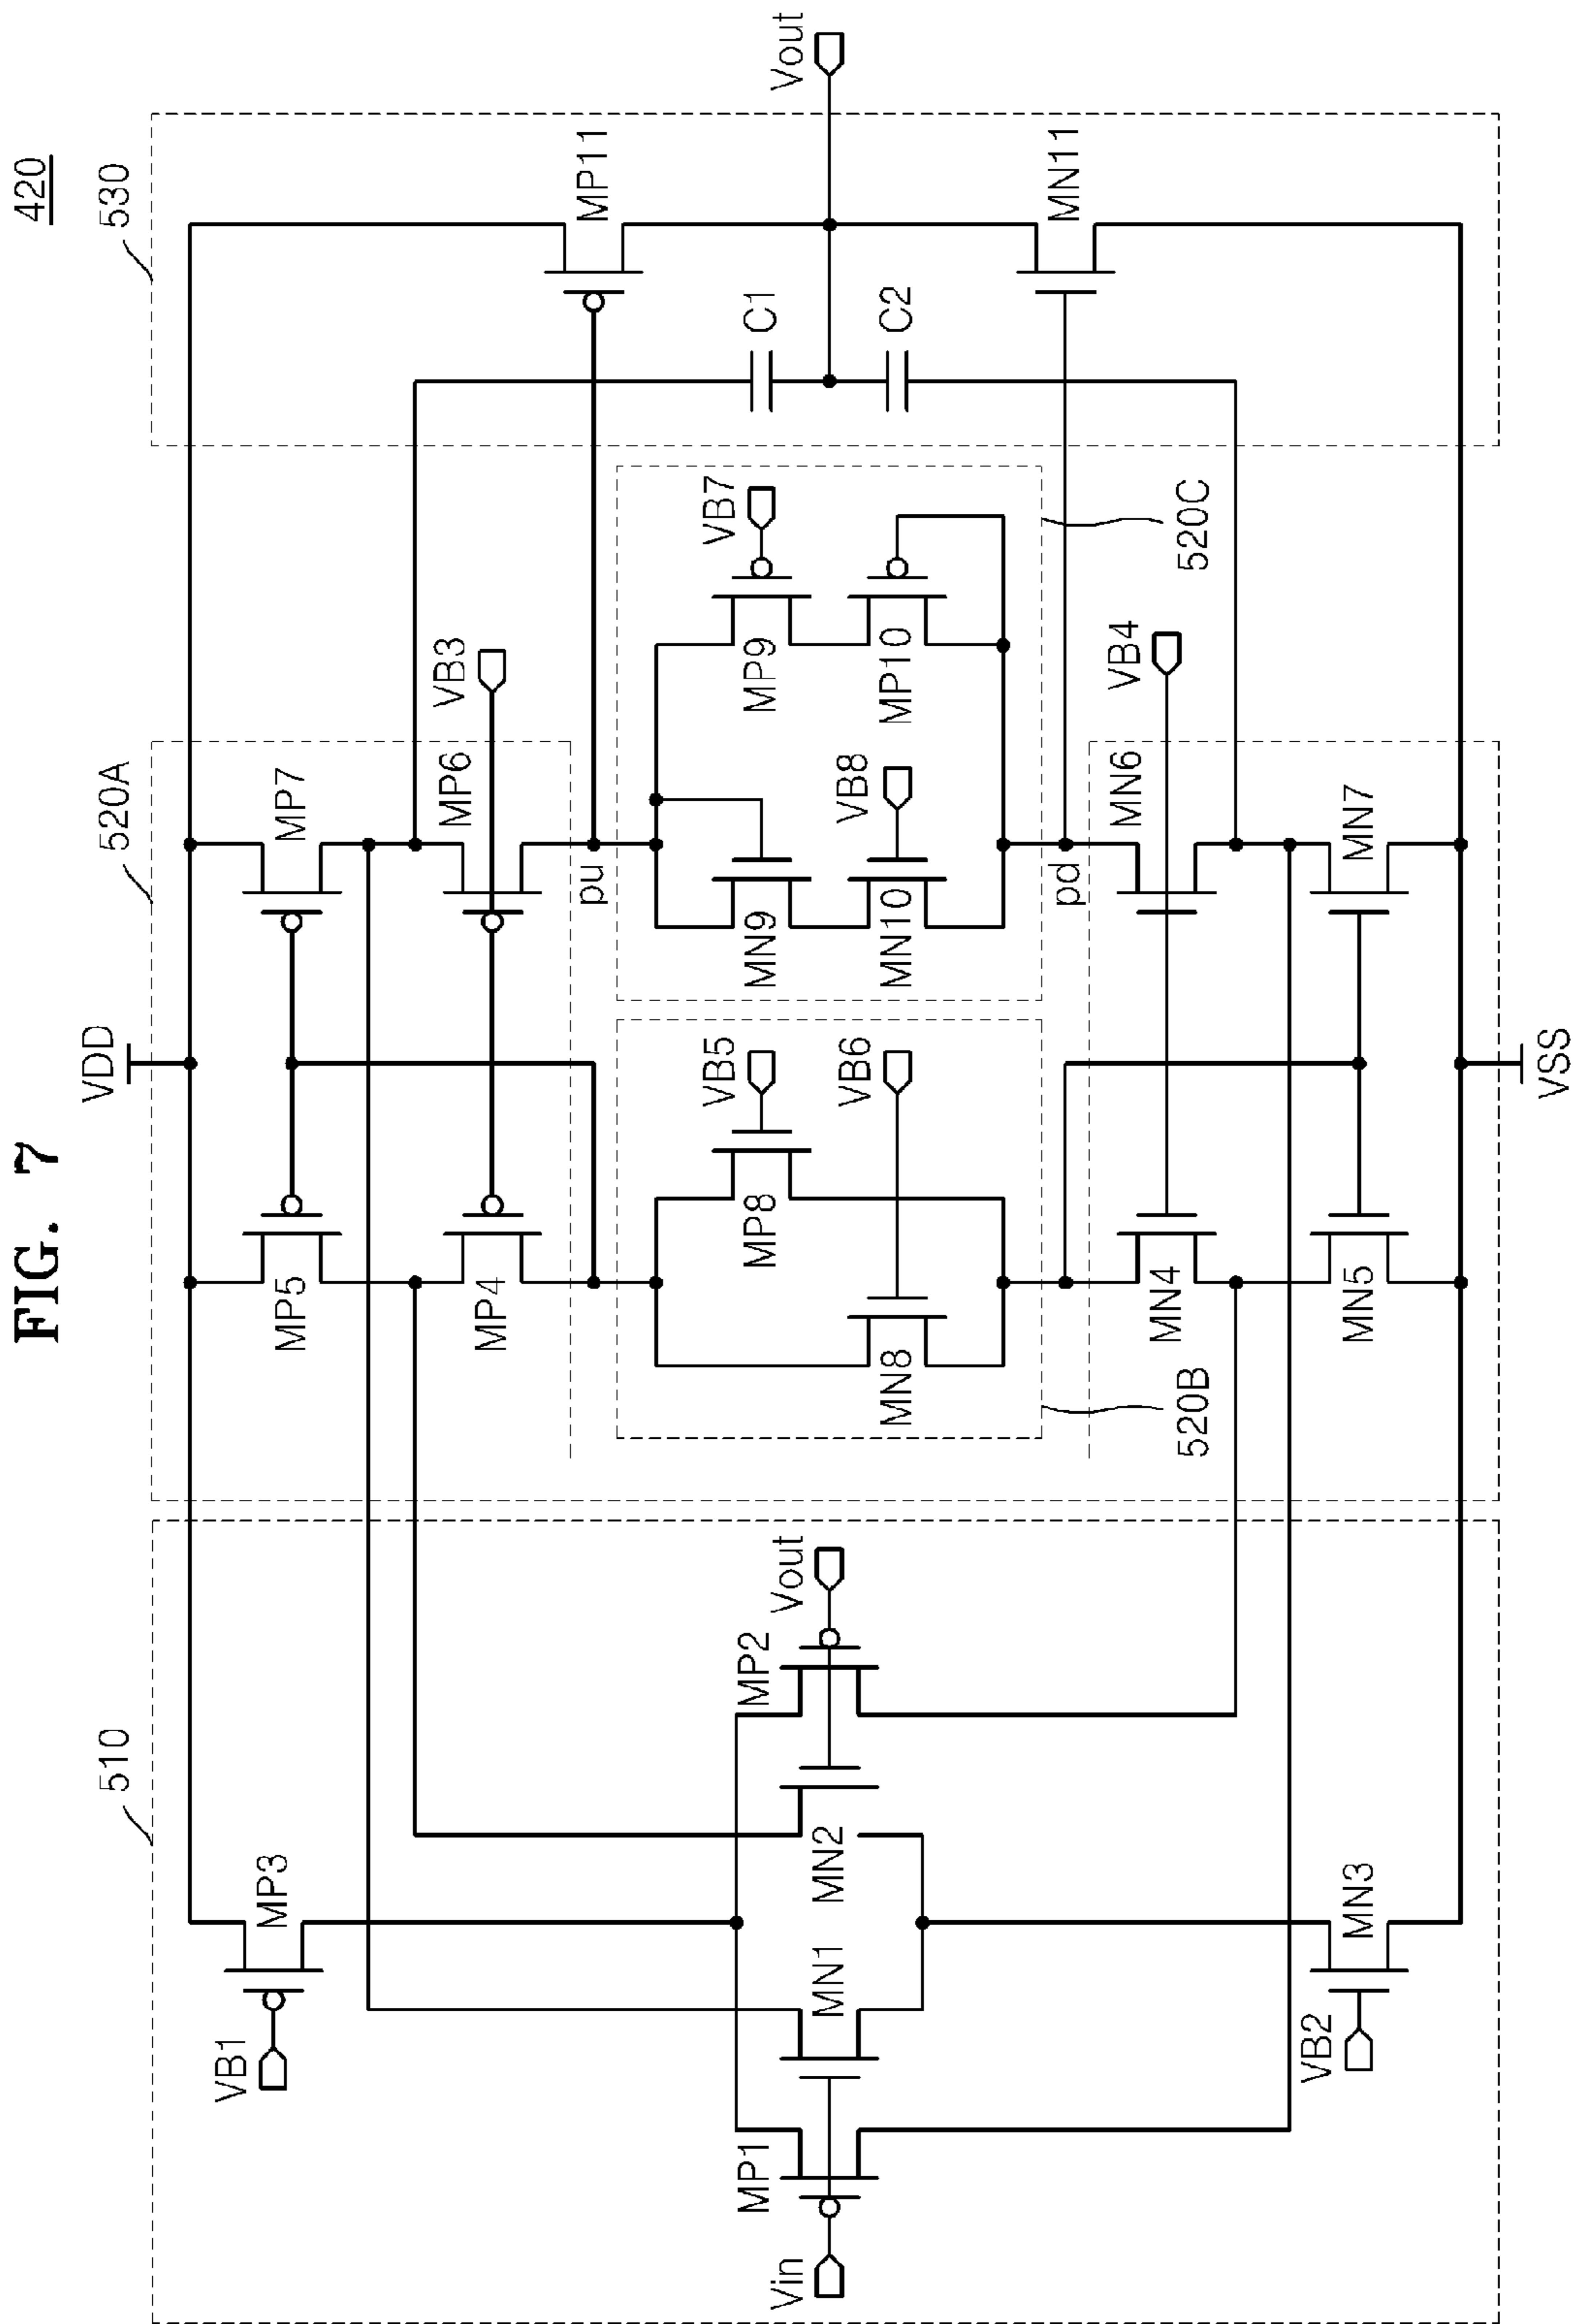 FIG. 7
420
510
520A
530
VDD
VB1
MP3
MP5
MP7
VB3
MP4
MP6
pu
MP11
Vin
MP1
MN1
MN2
MP2
Vout
MP8
VB5
MN8
VB6
520B
MN9
MP9
VB7
MN10
VB8
MP10
520C
C1
C2
Vout
pd
MN11
MN4
MN6
VB4
MN5
MN7
VB2
MN3
VSS